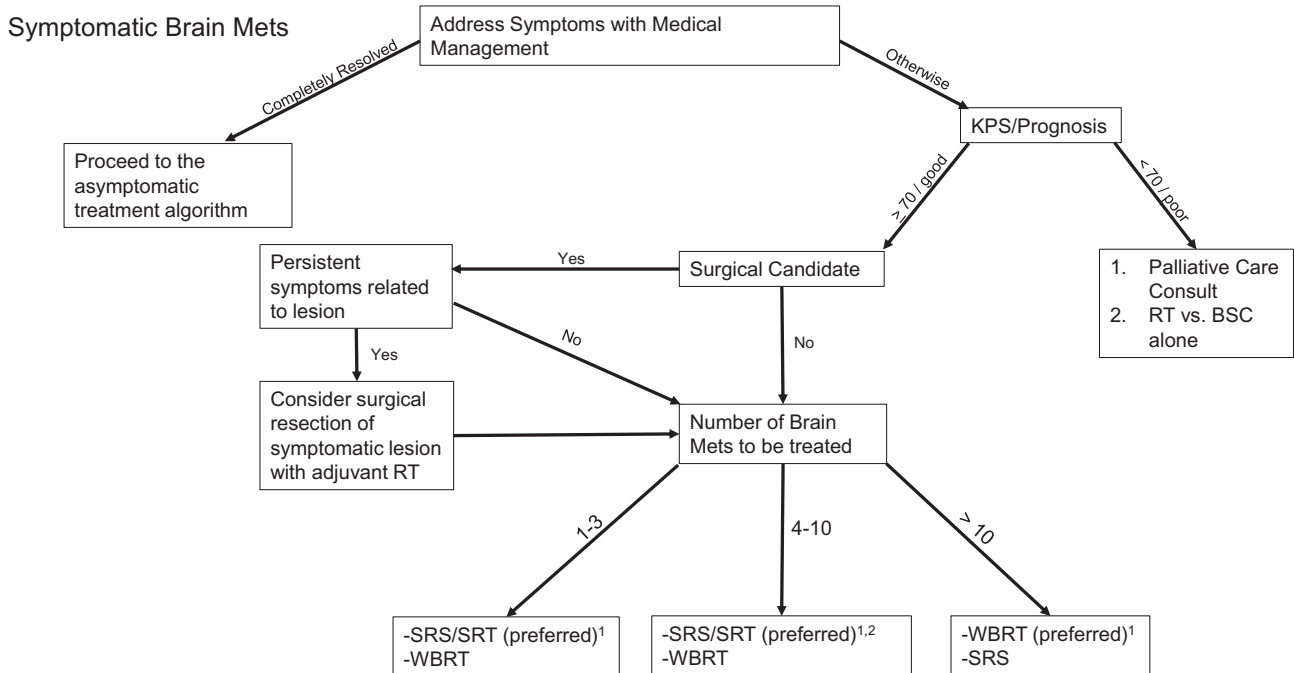 Symptomatic Brain Mets
Address Symptoms with Medical
Management
Completely Resolved
Otherwise
KPS/Prognosis
Proceed to the
asymptomatic
treatment algorithm
≥ 70 / good
< 70 / poor
Persistent
symptoms related
to lesion
Yes
Surgical Candidate
1. Palliative Care
Consult
2. RT vs. BSC
alone
No
Yes
No
Consider surgical
resection of
symptomatic lesion
with adjuvant RT
Number of Brain
Mets to be treated
1-3
4-10
> 10
-SRS/SRT (preferred)¹
-WBRT
-SRS/SRT (preferred)¹,²
-WBRT
-WBRT (preferred)¹
-SRS